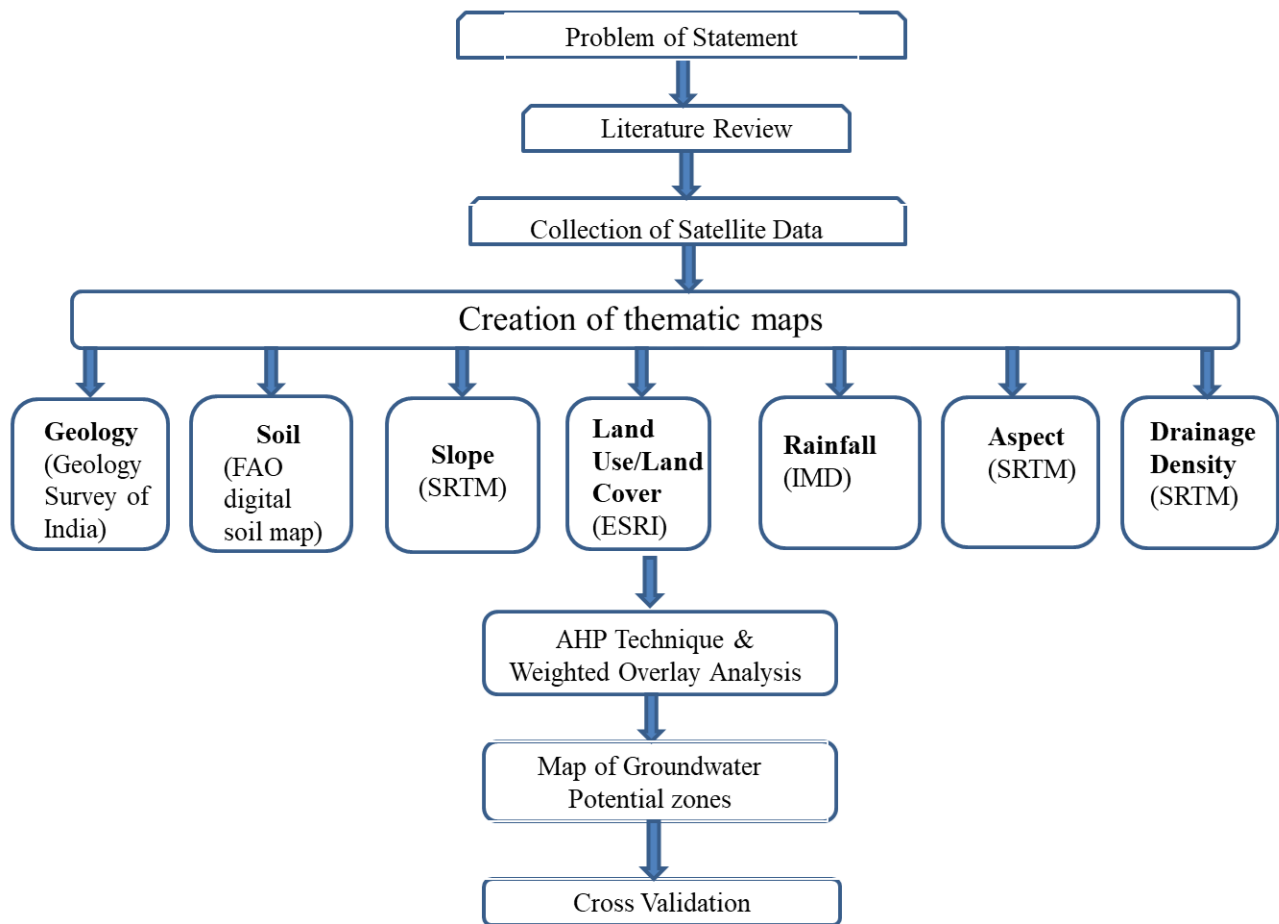 Problem of Statement
Literature Review
Collection of Satellite Data
Creation of thematic maps
Geology
(Geology
Survey of
India)
Soil
(FAO
digital
soil map)
Slope
(SRTM)
Land
Use/Land
Cover
(ESRI)
Rainfall
(IMD)
Aspect
(SRTM)
Drainage
Density
(SRTM)
AHP Technique &
Weighted Overlay Analysis
Map of Groundwater
Potential zones
Cross Validation